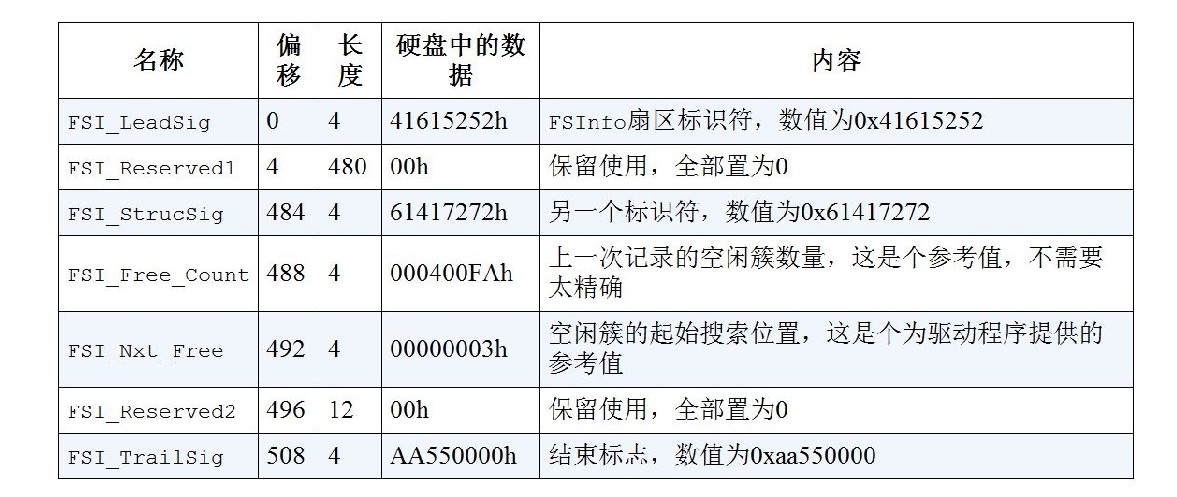 名称 偏移 长度 硬盘中的数据 内容
FSI_LeadSig 0 4 41615252h FSInfo扇区标识符，数值为0x41615252
FSI_Reserved1 4 480 00h 保留使用，全部置为0
FSI_StrucSig 484 4 61417272h 另一个标识符，数值为0x61417272
FSI_Free_Count 488 4 000400FAh 上一次记录的空闲簇数量，这是个参考值，不需要
太精确
FSI_Nxt_Free 492 4 00000003h 空闲簇的起始搜索位置，这是个为驱动程序提供的
参考值
FSI_Reserved2 496 12 00h 保留使用，全部置为0
FSI_TrailSig 508 4 AA550000h 结束标志，数值为0xaa550000